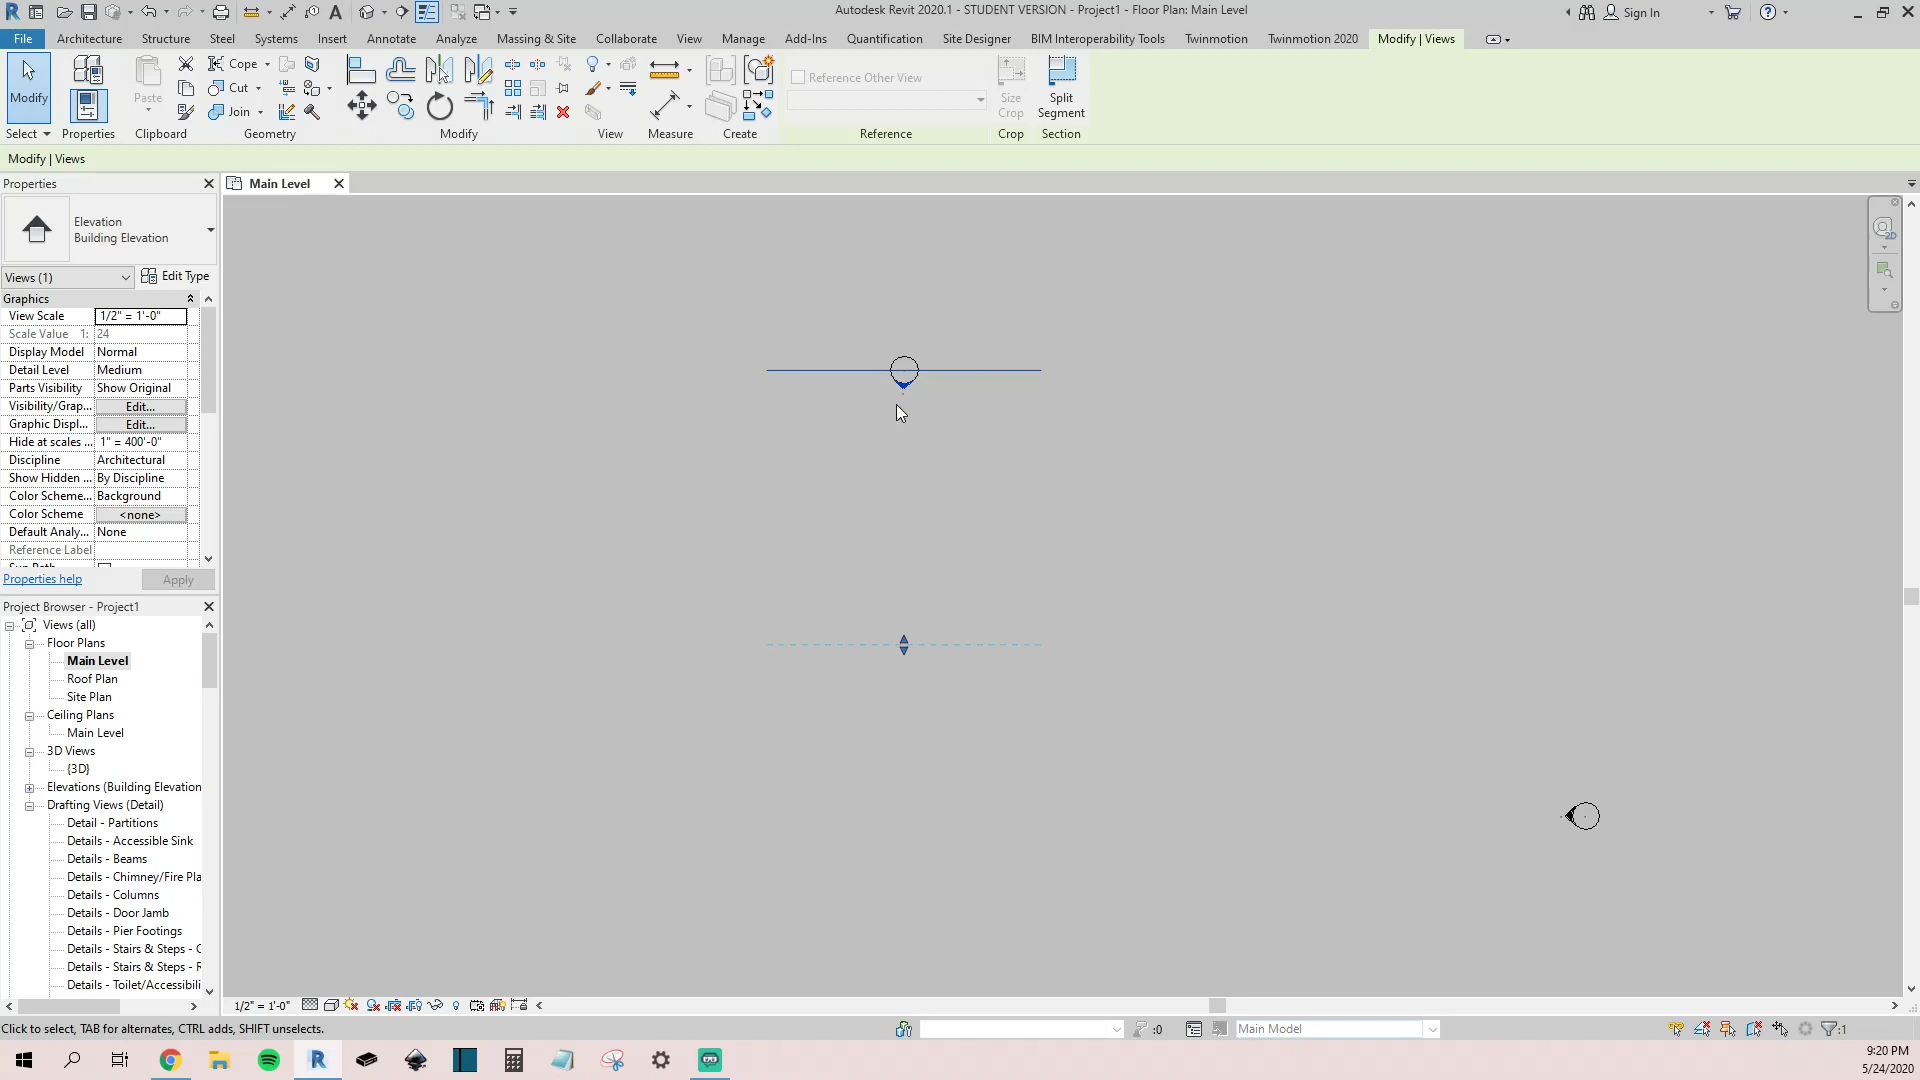 Autodesk Revit 2020.1 - STUDENT VERSION - Project1 - Floor Plan: Main Level
Sign In
File Architecture Structure Steel Systems Insert Annotate Analyze Massing & Site Collaborate View Manage Add-Ins Quantification Site Designer BIM Interoperability Tools Twinmotion Twinmotion 2020 Modify | Views
Modify
Paste
Cope
Cut
Join
Reference Other View
Size Crop
Split Segment
Select Properties Clipboard Geometry Modify View Measure Create Reference Crop Section
Modify | Views
Properties
Main Level
Elevation
Building Elevation
Views (1)
Edit Type
Graphics
View Scale 1/2" = 1'-0"
Scale Value 1: 24
Display Model Normal
Detail Level Medium
Parts Visibility Show Original
Visibility/Grap... Edit...
Graphic Displ... Edit...
Hide at scales ... 1" = 400'-0"
Discipline Architectural
Show Hidden ... By Discipline
Color Scheme... Background
Color Scheme <none>
Default Analy... None
Reference Label
Sun Path
Properties help
Apply
Project Browser - Project1
Views (all)
Floor Plans
Main Level
Roof Plan
Site Plan
Ceiling Plans
Main Level
3D Views
{3D}
Elevations (Building Elevation
Drafting Views (Detail)
Detail - Partitions
Details - Accessible Sink
Details - Beams
Details - Chimney/Fire Pla
Details - Columns
Details - Door Jamb
Details - Pier Footings
Details - Stairs & Steps - C
Details - Stairs & Steps - R
Details - Toilet/Accessibili
1/2" = 1'-0"
Click to select, TAB for alternates, CTRL adds, SHIFT unselects.
:0
Main Model
:1
9:20 PM
5/24/2020